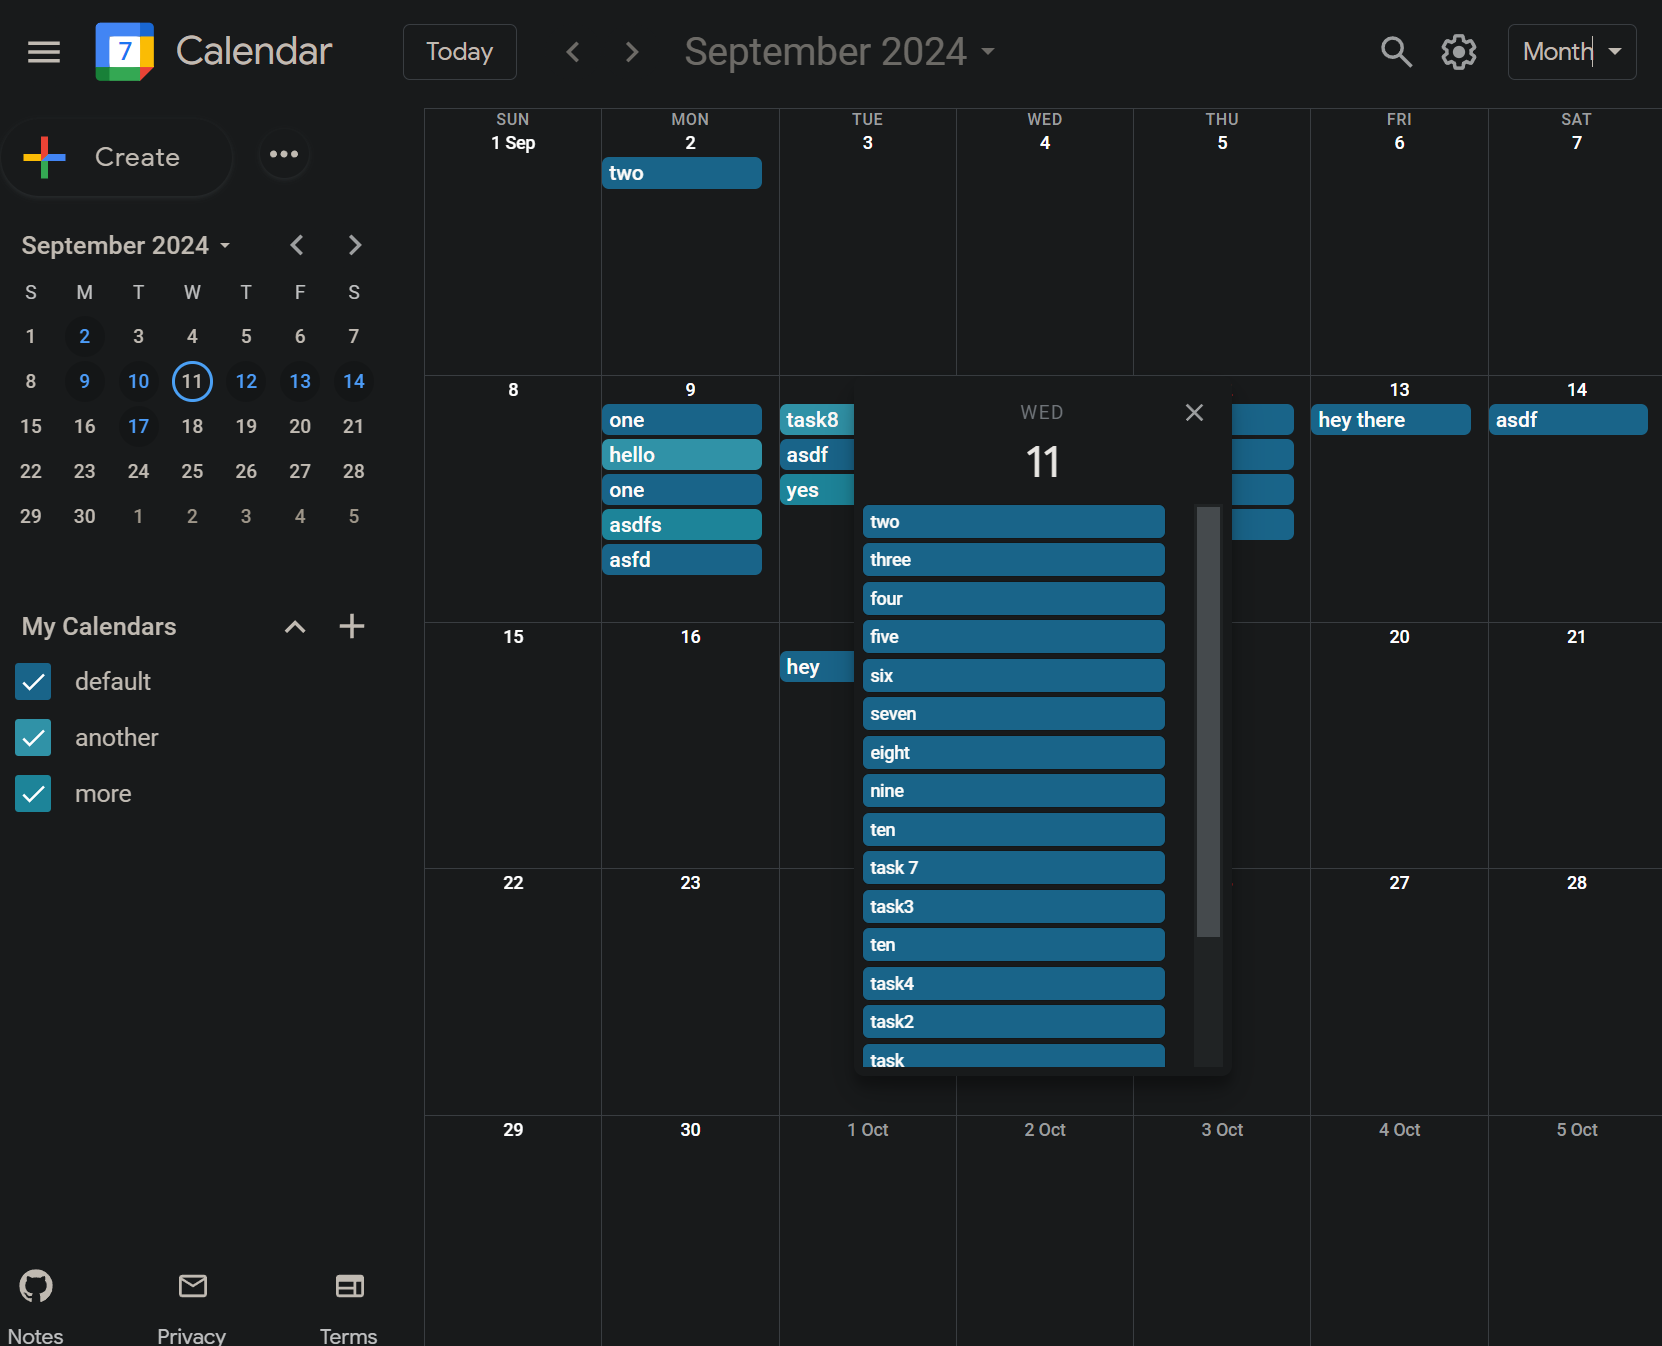 7 Calendar Today September 2024 Month
Create
September 2024
S M T W T F S
1 2 3 4 5 6 7
8 9 10 11 12 13 14
15 16 17 18 19 20 21
22 23 24 25 26 27 28
29 30 1 2 3 4 5
My Calendars
default
another
more
Notes Privacy Terms
SUN MON TUE WED THU FRI SAT
1 Sep 2 3 4 5 6 7
two
8 9 13 14
one
hello
one
asdfs
asfd
task8
asdf
yes
hey there
asdf
WED
11
two
three
four
five
six
seven
eight
nine
ten
task 7
task3
ten
task4
task2
task
15 16 20 21
hey
22 23 27 28
29 30 1 Oct 2 Oct 3 Oct 4 Oct 5 Oct